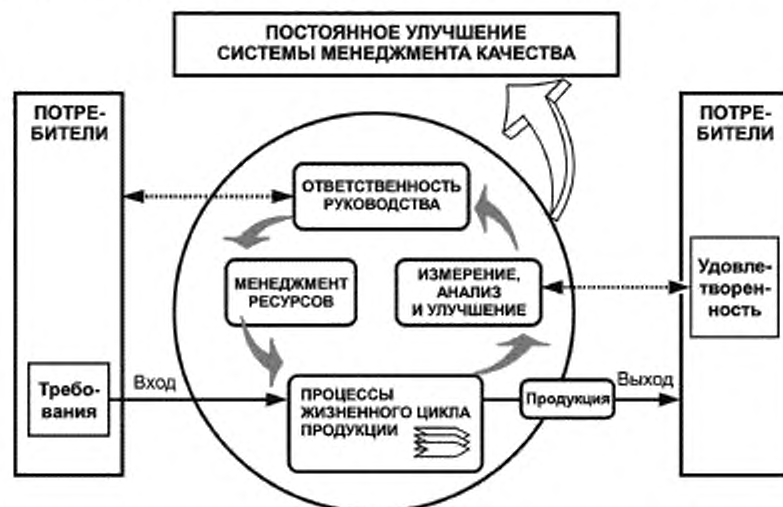 ПОСТОЯННОЕ УЛУЧШЕНИЕ
СИСТЕМЫ МЕНЕДЖМЕНТА КАЧЕСТВА
ПОТРЕ-
БИТЕЛИ
ПОТРЕ-
БИТЕЛИ
ОТВЕТСТВЕННОСТЬ
РУКОВОДСТВА
МЕНЕДЖМЕНТ
РЕСУРСОВ
ИЗМЕРЕНИЕ,
АНАЛИЗ
И УЛУЧШЕНИЕ
Удовле-
творен-
ность
Требо-
вания
Вход
ПРОЦЕССЫ
ЖИЗНЕННОГО ЦИКЛА
ПРОДУКЦИИ
Продукция
Выход